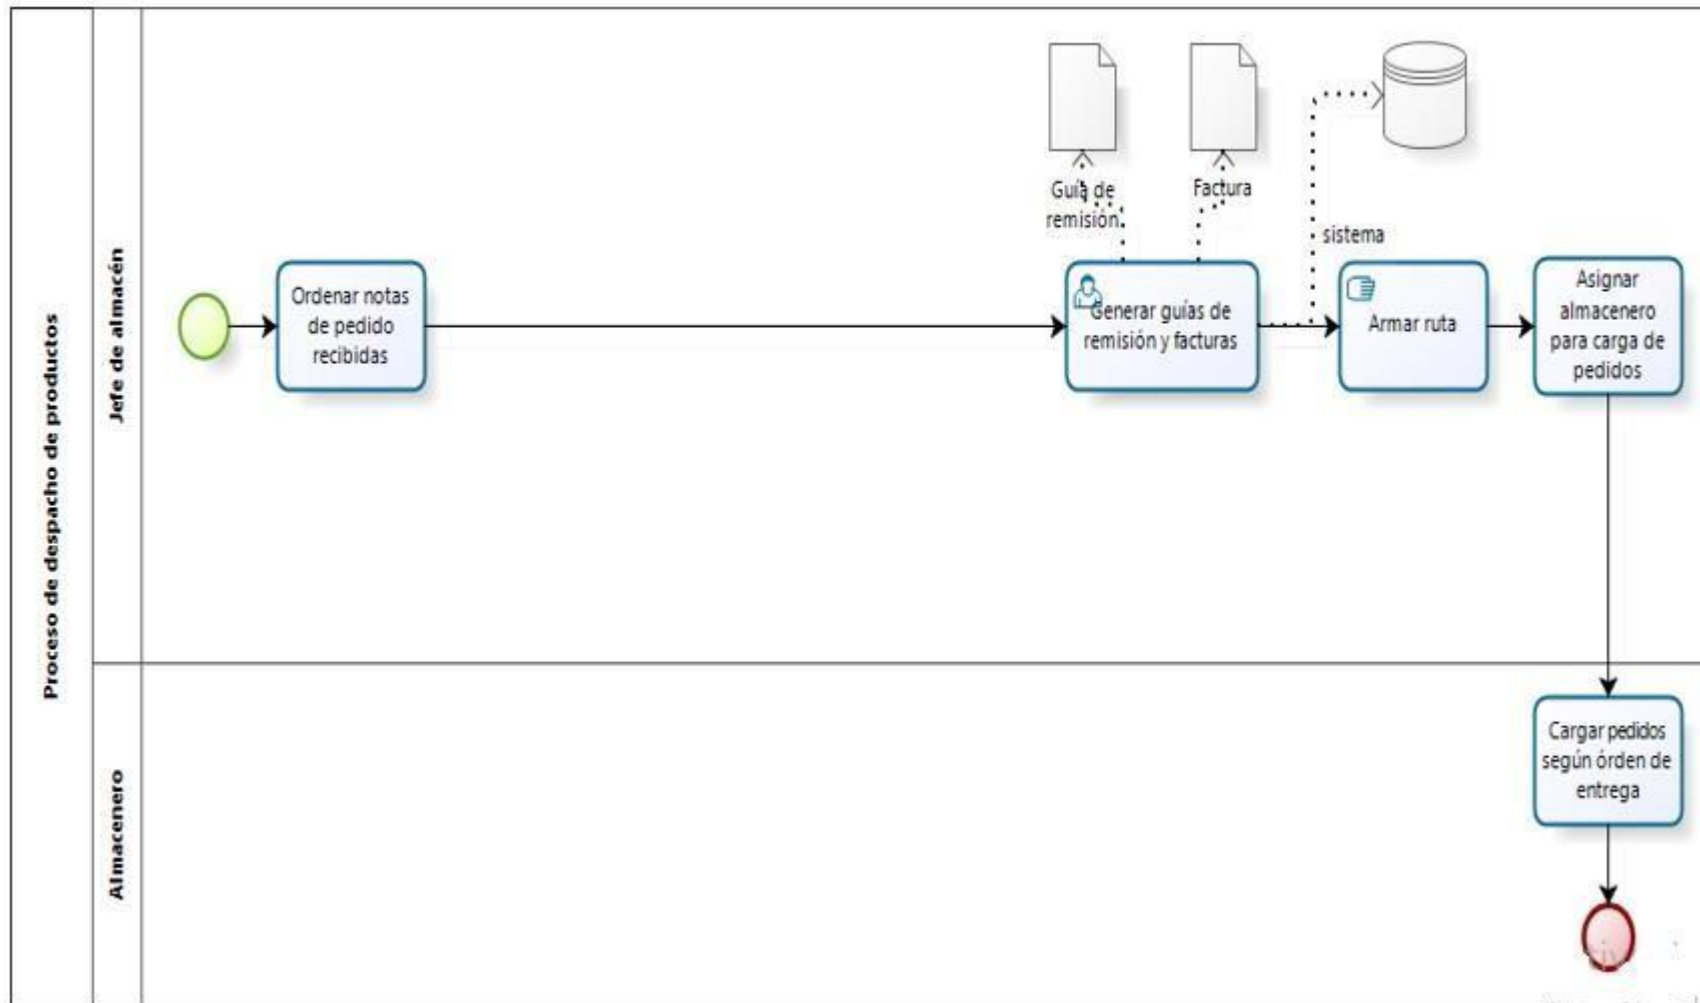 Proceso de despacho de productos
Jefe de almacén
Ordenar notas
de pedido
recibidas
Guía de
remisión
Factura
sistema
Generar guías de
remisión y facturas
Armar ruta
Asignar
almacenero
para carga de
pedidos
Almacenero
Cargar pedidos
según órden de
entrega